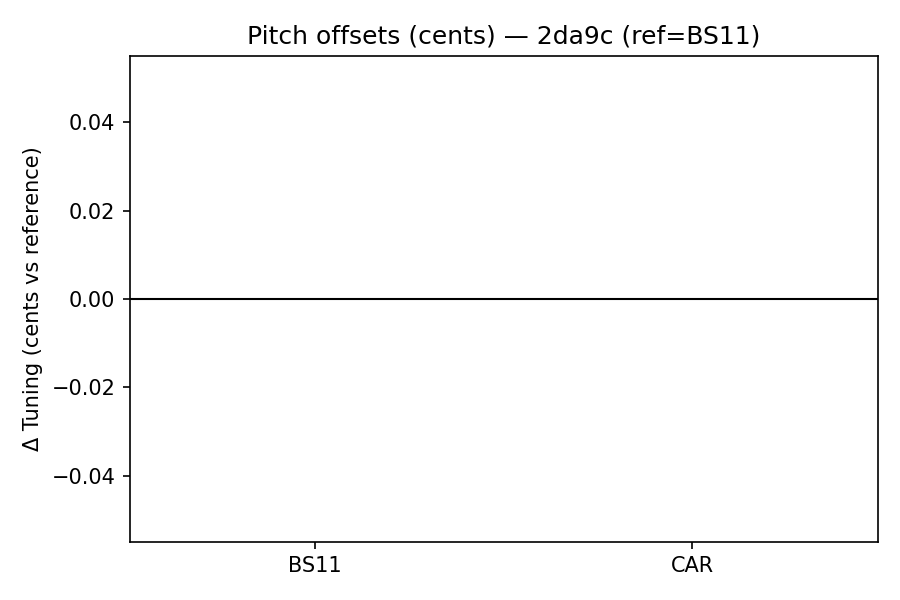 Pitch offsets (cents) — 2da9c (ref=BS11)
Δ Tuning (cents vs reference)
0.04
0.02
0.00
−0.02
−0.04
BS11
CAR